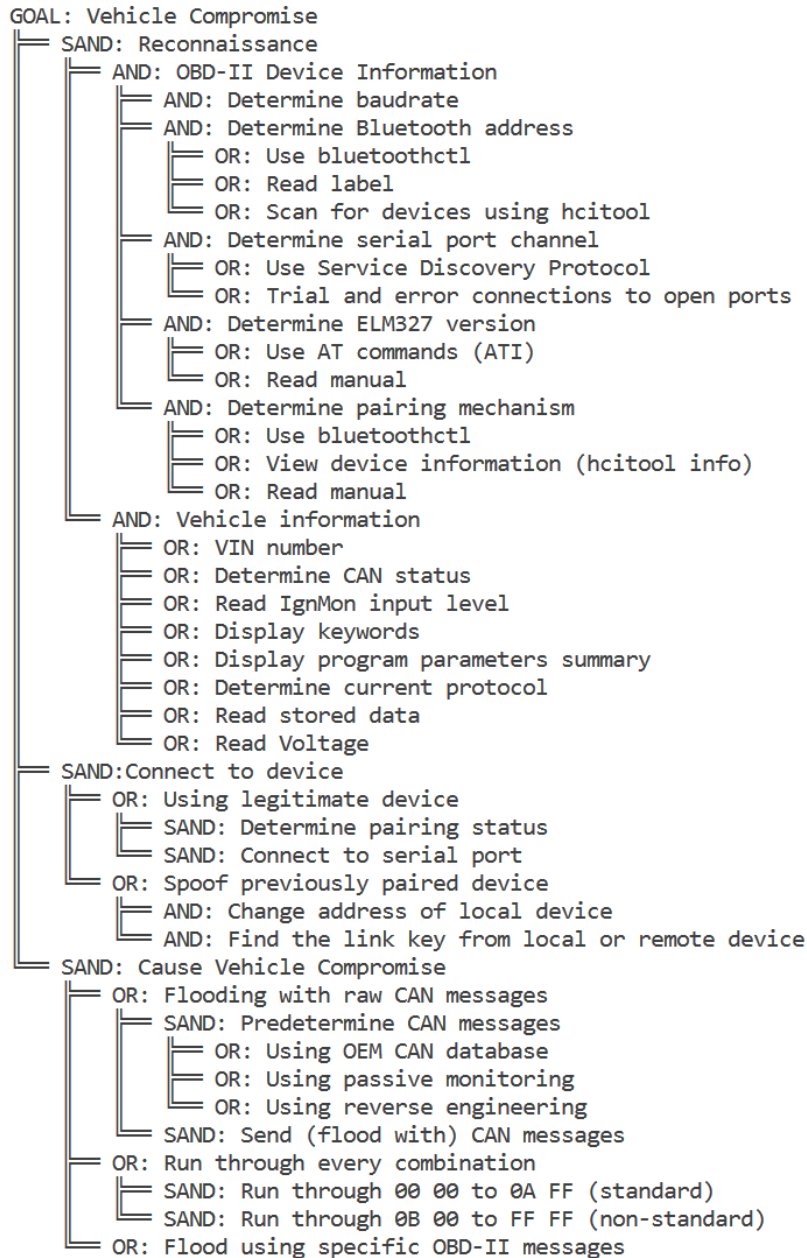 GOAL: Vehicle Compromise
SAND: Reconnaissance
AND: OBD-II Device Information
AND: Determine baudrate
AND: Determine Bluetooth address
OR: Use bluetoothctl
OR: Read label
OR: Scan for devices using hcitool
AND: Determine serial port channel
OR: Use Service Discovery Protocol
OR: Trial and error connections to open ports
AND: Determine ELM327 version
OR: Use AT commands (ATI)
OR: Read manual
AND: Determine pairing mechanism
OR: Use bluetoothctl
OR: View device information (hcitool info)
OR: Read manual
AND: Vehicle information
OR: VIN number
OR: Determine CAN status
OR: Read IgnMon input level
OR: Display keywords
OR: Display program parameters summary
OR: Determine current protocol
OR: Read stored data
OR: Read Voltage
SAND:Connect to device
OR: Using legitimate device
SAND: Determine pairing status
SAND: Connect to serial port
OR: Spoof previously paired device
AND: Change address of local device
AND: Find the link key from local or remote device
SAND: Cause Vehicle Compromise
OR: Flooding with raw CAN messages
SAND: Predetermine CAN messages
OR: Using OEM CAN database
OR: Using passive monitoring
OR: Using reverse engineering
SAND: Send (flood with) CAN messages
OR: Run through every combination
SAND: Run through 00 00 to 0A FF (standard)
SAND: Run through 0B 00 to FF FF (non-standard)
OR: Flood using specific OBD-II messages